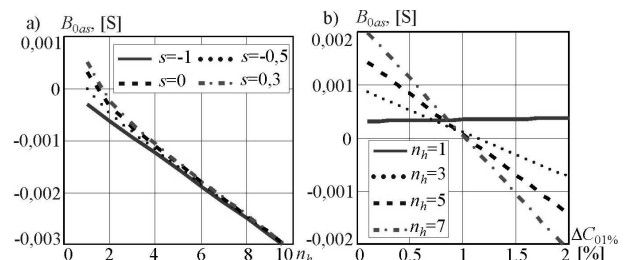 a) B₀ₐₛ, [S]
0,001
0
-0,001
-0,002
-0,003
0 2 4 6 8 10 nₕ
s=-1 s=-0,5
s=0 s=0,3
b) B₀ₐₛ, [S]
0,002
0,001
0
-0,001
-0,002
nₕ=1
nₕ=3
nₕ=5
nₕ=7
0 0.5 1.0 1.5 2
ΔC₀₁%
[%]